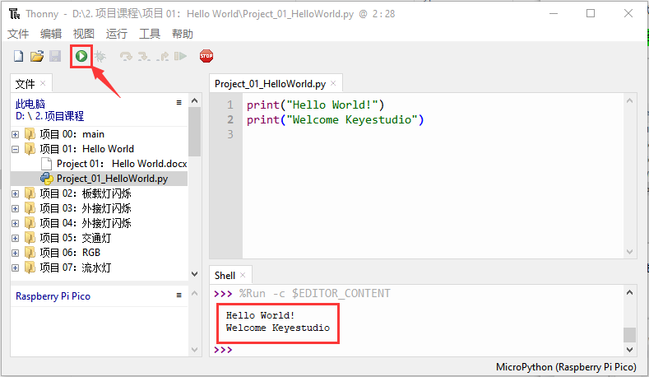 Thonny - D:\2. 项目课程\项目 01: Hello World\Project_01_HelloWorld.py @ 2:28
文件 编辑 视图 运行 工具 帮助
STOP
文件
此电脑
D: \ 2. 项目课程
项目 00: main
项目 01: Hello World
Project 01: Hello World.docx
Project_01_HelloWorld.py
项目 02: 板载灯闪烁
项目 03: 外接灯闪烁
项目 04: 外接灯闪烁
项目 05: 交通灯
项目 06: RGB
项目 07: 流水灯
Raspberry Pi Pico
Project_01_HelloWorld.py
1 print("Hello World!")
2 print("Welcome Keyestudio")
3
Shell
>>> %Run -c $EDITOR_CONTENT
Hello World!
Welcome Keyestudio
>>>
MicroPython (Raspberry Pi Pico)